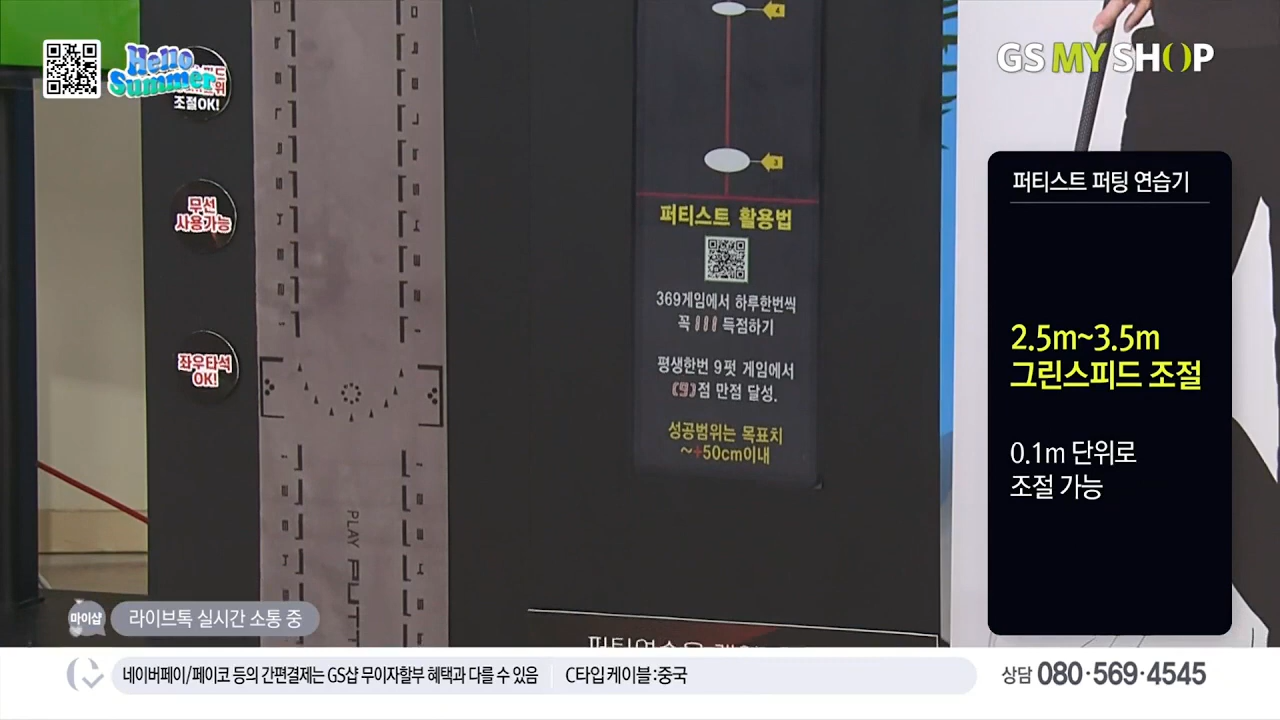 Hello
Summer
조절OK!
GS MY SHOP
무선
사용가능
좌우타석
OK!
4
3
퍼티스트 활용법
369게임에서 하루한번씩
꼭 111 득점하기
평생한번 9펏 게임에서
(9)점 만점 달성.
성공범위는 목표치
~+50cm이내
PLAY PUTT
퍼티스트 퍼팅 연습기
2.5m~3.5m
그린스피드 조절
0.1m 단위로
조절 가능
마이샵
라이브톡 실시간 소통 중
네이버페이/페이코 등의 간편결제는 GS샵 무이자할부 혜택과 다를 수 있음
C타입 케이블:중국
상담 080·569·4545